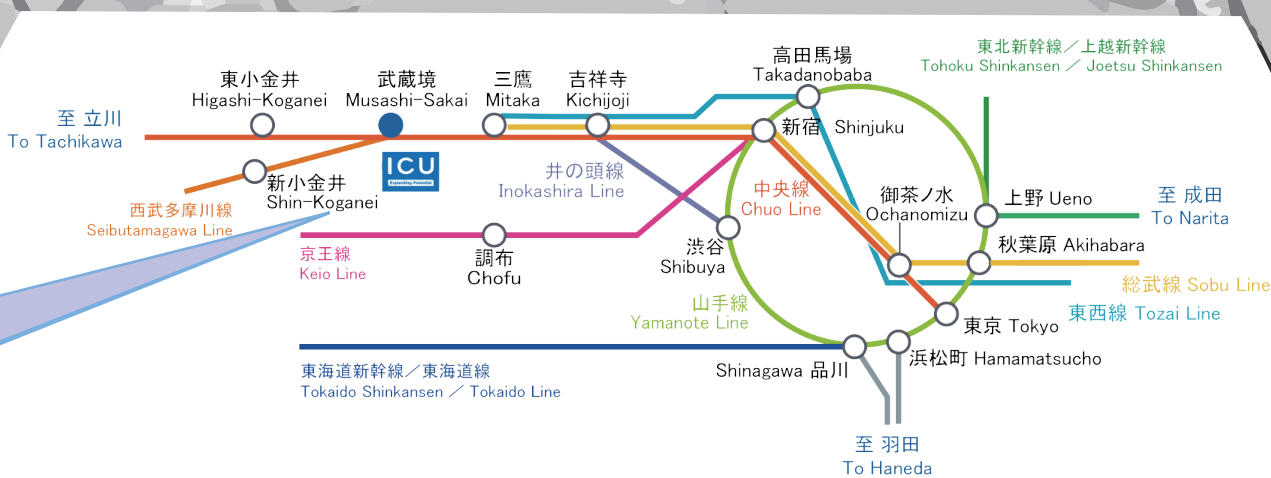 東北新幹線／上越新幹線
Tohoku Shinkansen ／ Joetsu Shinkansen
高田馬場
Takadanobaba
東小金井
Higashi-Koganei
武蔵境
Musashi-Sakai
三鷹
Mitaka
吉祥寺
Kichijoji
至 立川
To Tachikawa
新宿 Shinjuku
ICU
Expanding Potential
新小金井
Shin-Koganei
井の頭線
Inokashira Line
中央線
Chuo Line
御茶ノ水
Ochanomizu
上野 Ueno
至 成田
To Narita
西武多摩川線
Seibutamagawa Line
京王線
Keio Line
調布
Chofu
渋谷
Shibuya
秋葉原 Akihabara
総武線 Sobu Line
山手線
Yamanote Line
東西線 Tozai Line
東京 Tokyo
浜松町 Hamamatsucho
Shinagawa 品川
東海道新幹線／東海道線
Tokaido Shinkansen ／ Tokaido Line
至 羽田
To Haneda